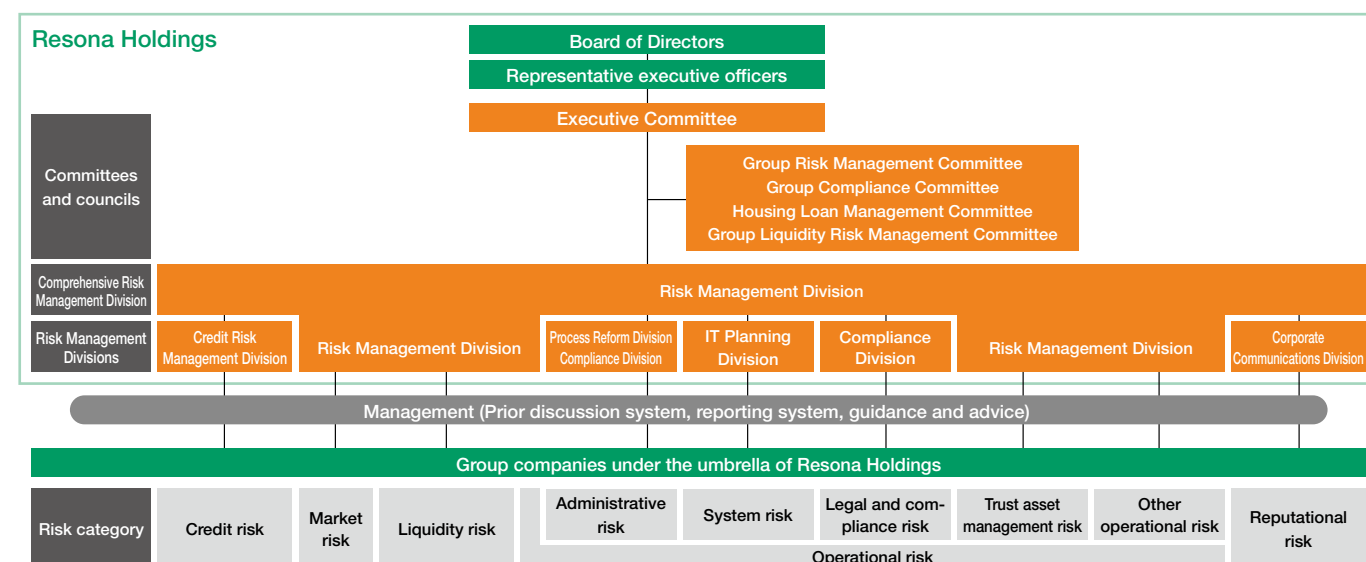 Resona Holdings
Board of Directors
Representative executive officers
Executive Committee
Committees
and councils
Group Risk Management Committee
Group Compliance Committee
Housing Loan Management Committee
Group Liquidity Risk Management Committee
Comprehensive Risk
Management Division
Risk Management Division
Risk Management
Divisions
Credit Risk
Management Division
Risk Management Division
Process Reform Division
Compliance Division
IT Planning
Division
Compliance
Division
Risk Management Division
Corporate
Communications Division
Management (Prior discussion system, reporting system, guidance and advice)
Group companies under the umbrella of Resona Holdings
Risk category
Credit risk
Market
risk
Liquidity risk
Administrative
risk
System risk
Legal and com-
pliance risk
Trust asset
management risk
Other
operational risk
Reputational
risk
Operational risk